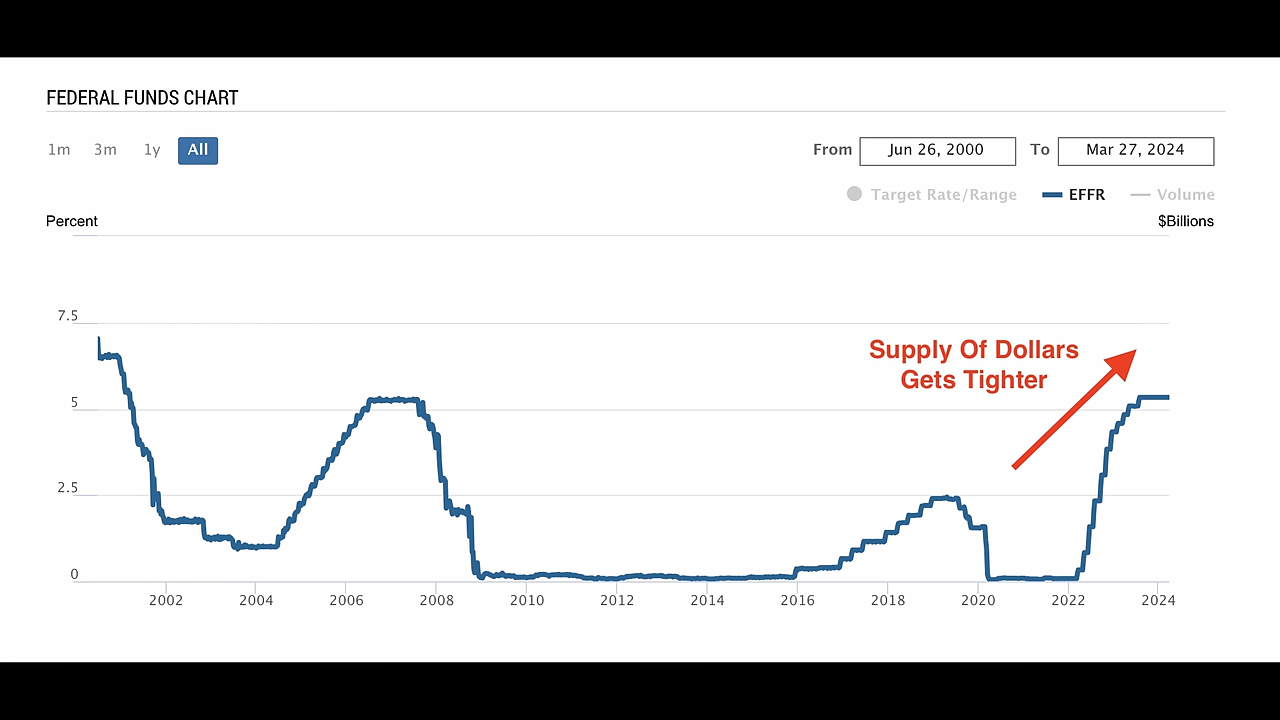 FEDERAL FUNDS CHART
1m 3m 1y All From Jun 26, 2000 To Mar 27, 2024
Target Rate/Range EFFR Volume
Percent $Billions
7.5
Supply Of Dollars
Gets Tighter
5
2.5
0
2002 2004 2006 2008 2010 2012 2014 2016 2018 2020 2022 2024